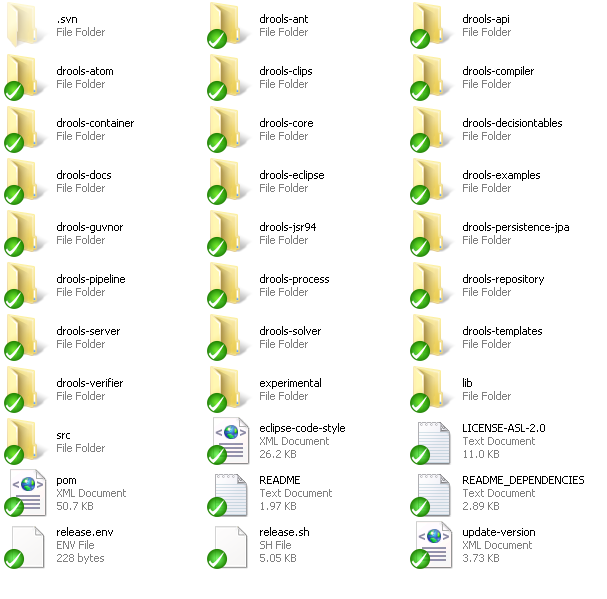 .svn
File Folder
drools-ant
File Folder
drools-api
File Folder
drools-atom
File Folder
drools-clips
File Folder
drools-compiler
File Folder
drools-container
File Folder
drools-core
File Folder
drools-decisiontables
File Folder
drools-docs
File Folder
drools-eclipse
File Folder
drools-examples
File Folder
drools-guvnor
File Folder
drools-jsr94
File Folder
drools-persistence-jpa
File Folder
drools-pipeline
File Folder
drools-process
File Folder
drools-repository
File Folder
drools-server
File Folder
drools-solver
File Folder
drools-templates
File Folder
drools-verifier
File Folder
experimental
File Folder
lib
File Folder
src
File Folder
eclipse-code-style
XML Document
26.2 KB
LICENSE-ASL-2.0
Text Document
11.0 KB
pom
XML Document
50.7 KB
README
Text Document
1.97 KB
README_DEPENDENCIES
Text Document
2.89 KB
release.env
ENV File
228 bytes
release.sh
SH File
5.05 KB
update-version
XML Document
3.73 KB